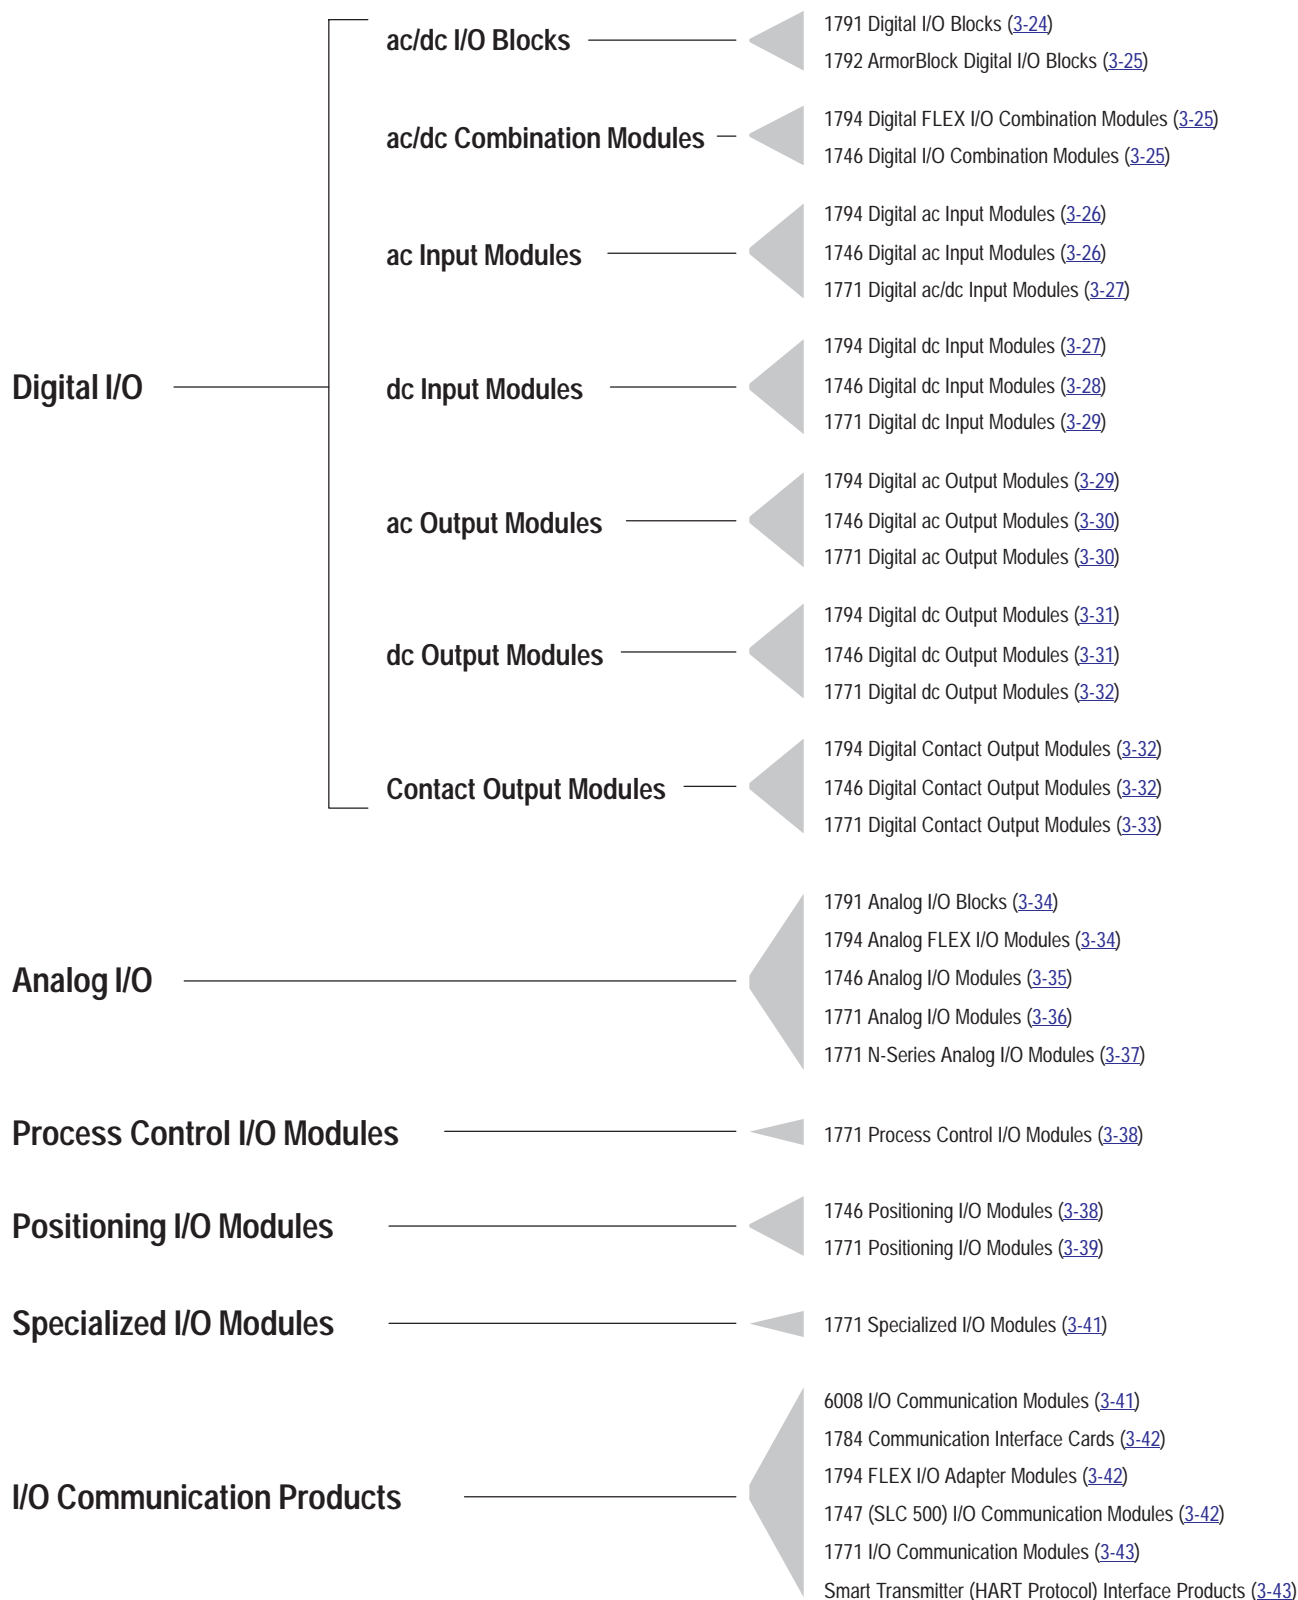 Digital I/O
ac/dc I/O Blocks
1791 Digital I/O Blocks (3-24)
1792 ArmorBlock Digital I/O Blocks (3-25)
ac/dc Combination Modules
1794 Digital FLEX I/O Combination Modules (3-25)
1746 Digital I/O Combination Modules (3-25)
ac Input Modules
1794 Digital ac Input Modules (3-26)
1746 Digital ac Input Modules (3-26)
1771 Digital ac/dc Input Modules (3-27)
dc Input Modules
1794 Digital dc Input Modules (3-27)
1746 Digital dc Input Modules (3-28)
1771 Digital dc Input Modules (3-29)
ac Output Modules
1794 Digital ac Output Modules (3-29)
1746 Digital ac Output Modules (3-30)
1771 Digital ac Output Modules (3-30)
dc Output Modules
1794 Digital dc Output Modules (3-31)
1746 Digital dc Output Modules (3-31)
1771 Digital dc Output Modules (3-32)
Contact Output Modules
1794 Digital Contact Output Modules (3-32)
1746 Digital Contact Output Modules (3-32)
1771 Digital Contact Output Modules (3-33)
Analog I/O
1791 Analog I/O Blocks (3-34)
1794 Analog FLEX I/O Modules (3-34)
1746 Analog I/O Modules (3-35)
1771 Analog I/O Modules (3-36)
1771 N-Series Analog I/O Modules (3-37)
Process Control I/O Modules
1771 Process Control I/O Modules (3-38)
Positioning I/O Modules
1746 Positioning I/O Modules (3-38)
1771 Positioning I/O Modules (3-39)
Specialized I/O Modules
1771 Specialized I/O Modules (3-41)
I/O Communication Products
6008 I/O Communication Modules (3-41)
1784 Communication Interface Cards (3-42)
1794 FLEX I/O Adapter Modules (3-42)
1747 (SLC 500) I/O Communication Modules (3-42)
1771 I/O Communication Modules (3-43)
Smart Transmitter (HART Protocol) Interface Products (3-43)